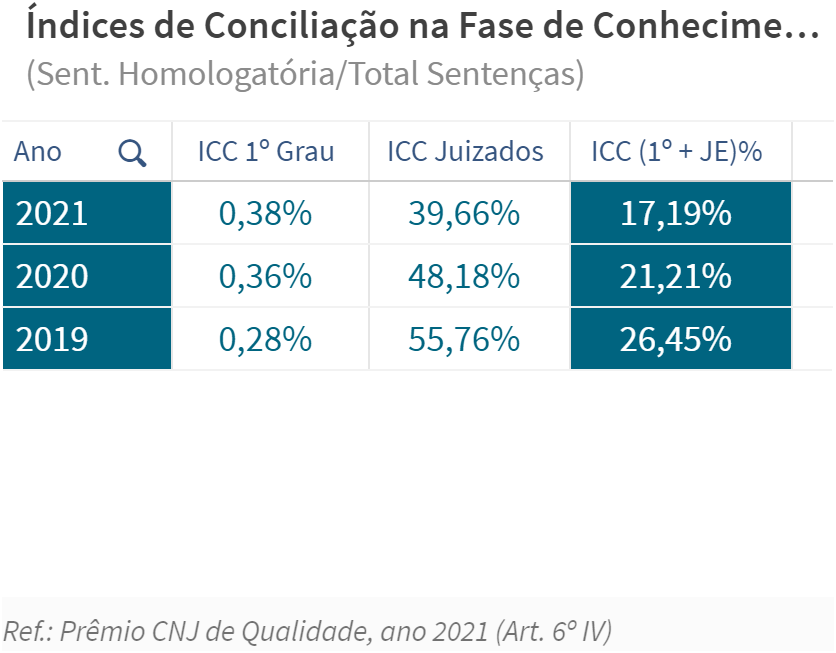 Índices de Conciliação na Fase de Conhecime...
(Sent. Homologatória/Total Sentenças)
Ano ICC 1º Grau ICC Juizados ICC (1º + JE)%
2021 0,38% 39,66% 17,19%
2020 0,36% 48,18% 21,21%
2019 0,28% 55,76% 26,45%
Ref.: Prêmio CNJ de Qualidade, ano 2021 (Art. 6º IV)